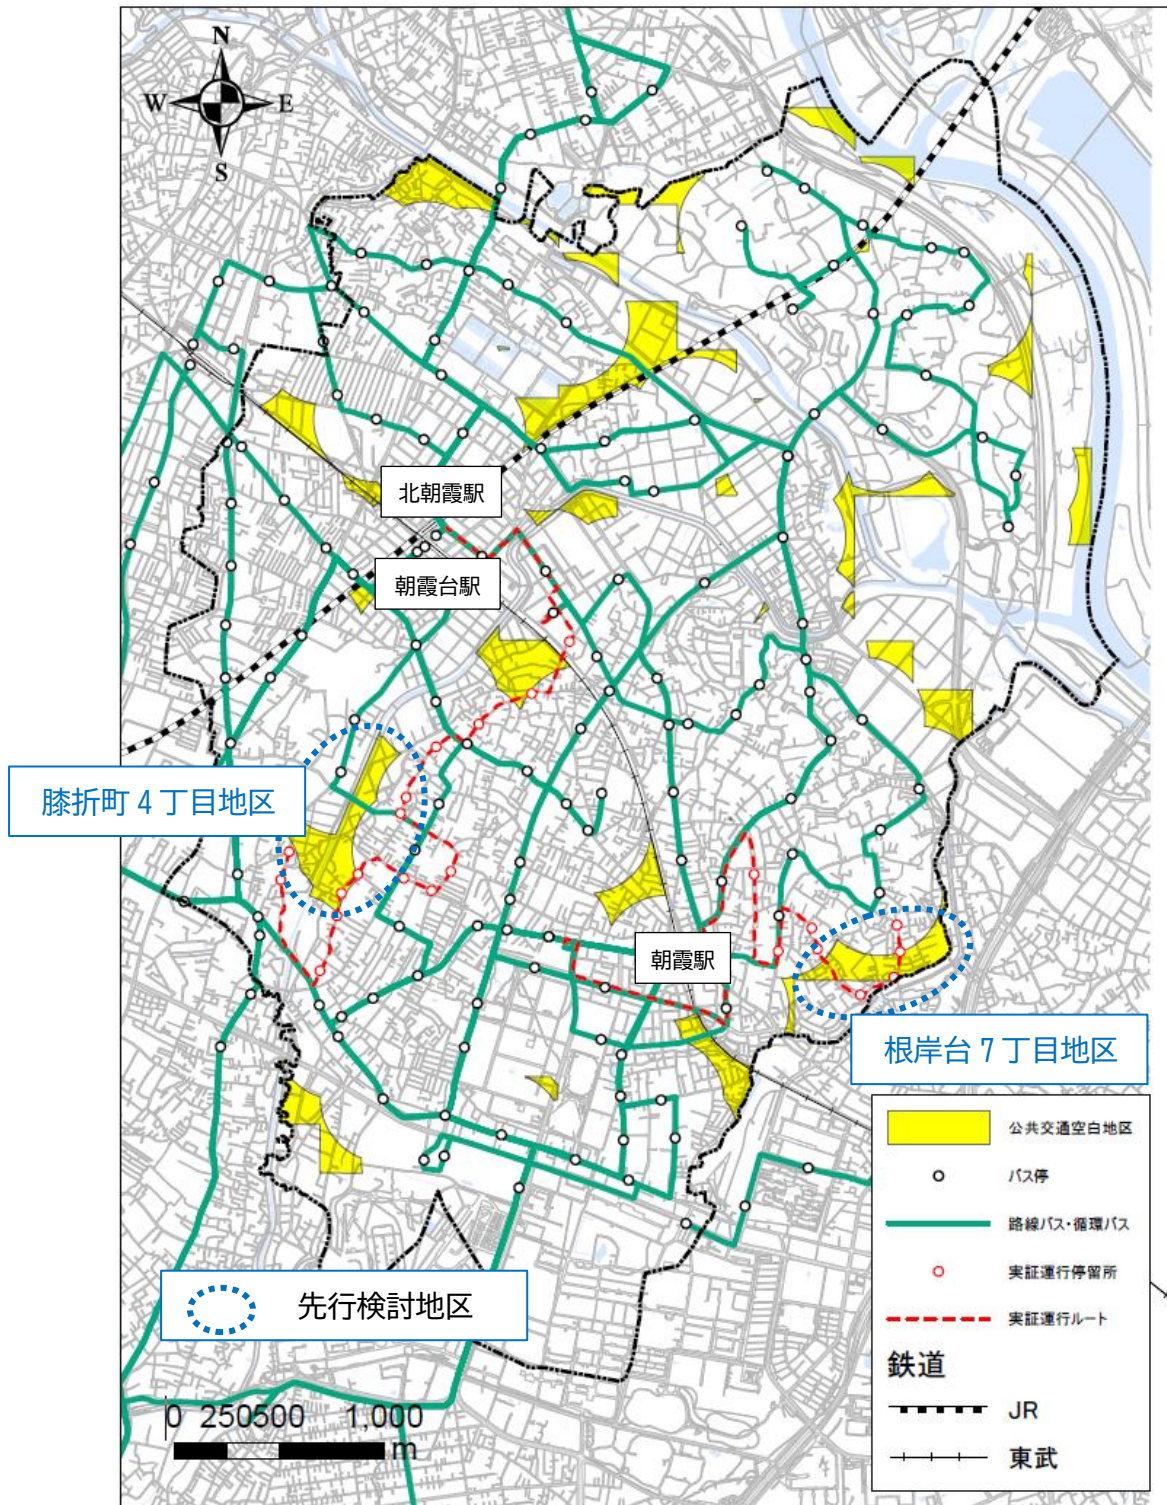 N
W E
S
北朝霞駅
朝霞台駅
膝折町４丁目地区
朝霞駅
根岸台７丁目地区
公共交通空白地区
バス停
路線バス・循環バス
実証運行停留所
実証運行ルート
鉄道
JR
東武
先行検討地区
0 250500 1,000
m